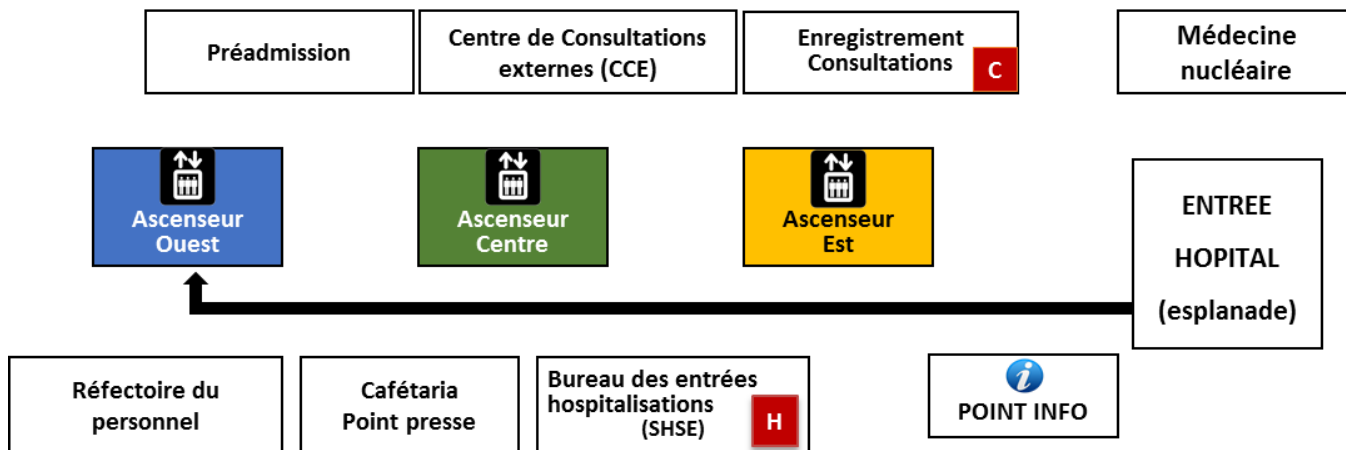 Préadmission
Centre de Consultations
externes (CCE)
Enregistrement
Consultations
C
Médecine
nucléaire
Ascenseur
Ouest
Ascenseur
Centre
Ascenseur
Est
ENTREE
HOPITAL
(esplanade)
Réfectoire du
personnel
Cafétaria
Point presse
Bureau des entrées
hospitalisations
(SHSE)
H
i
POINT INFO